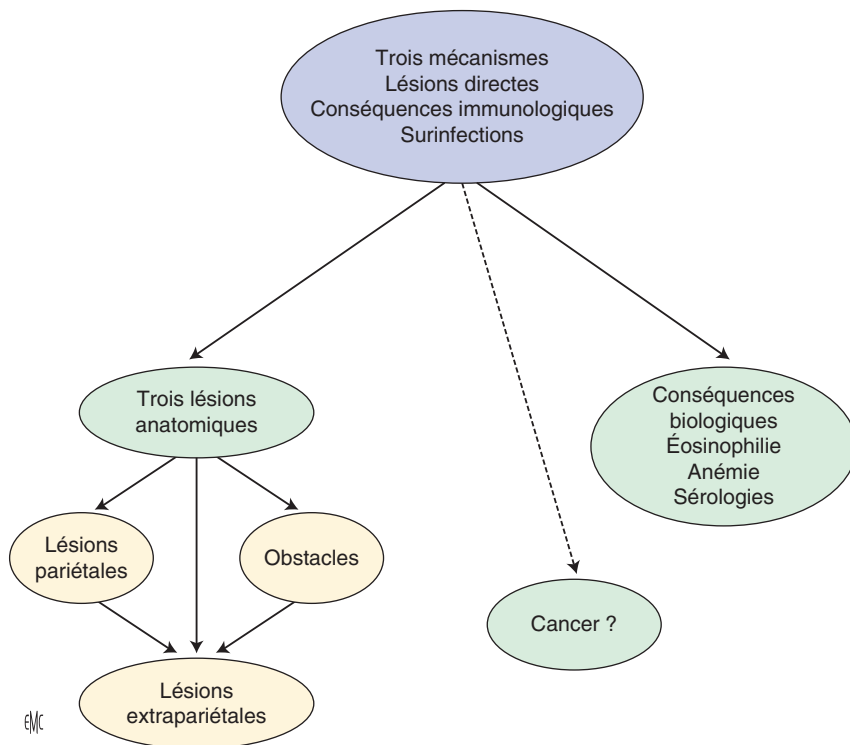 Trois mécanismes
Lésions directes
Conséquences immunologiques
Surinfections
Trois lésions
anatomiques
Conséquences
biologiques
Éosinophilie
Anémie
Sérologies
Lésions
pariétales
Obstacles
Cancer ?
Lésions
extrapariétales
EMC